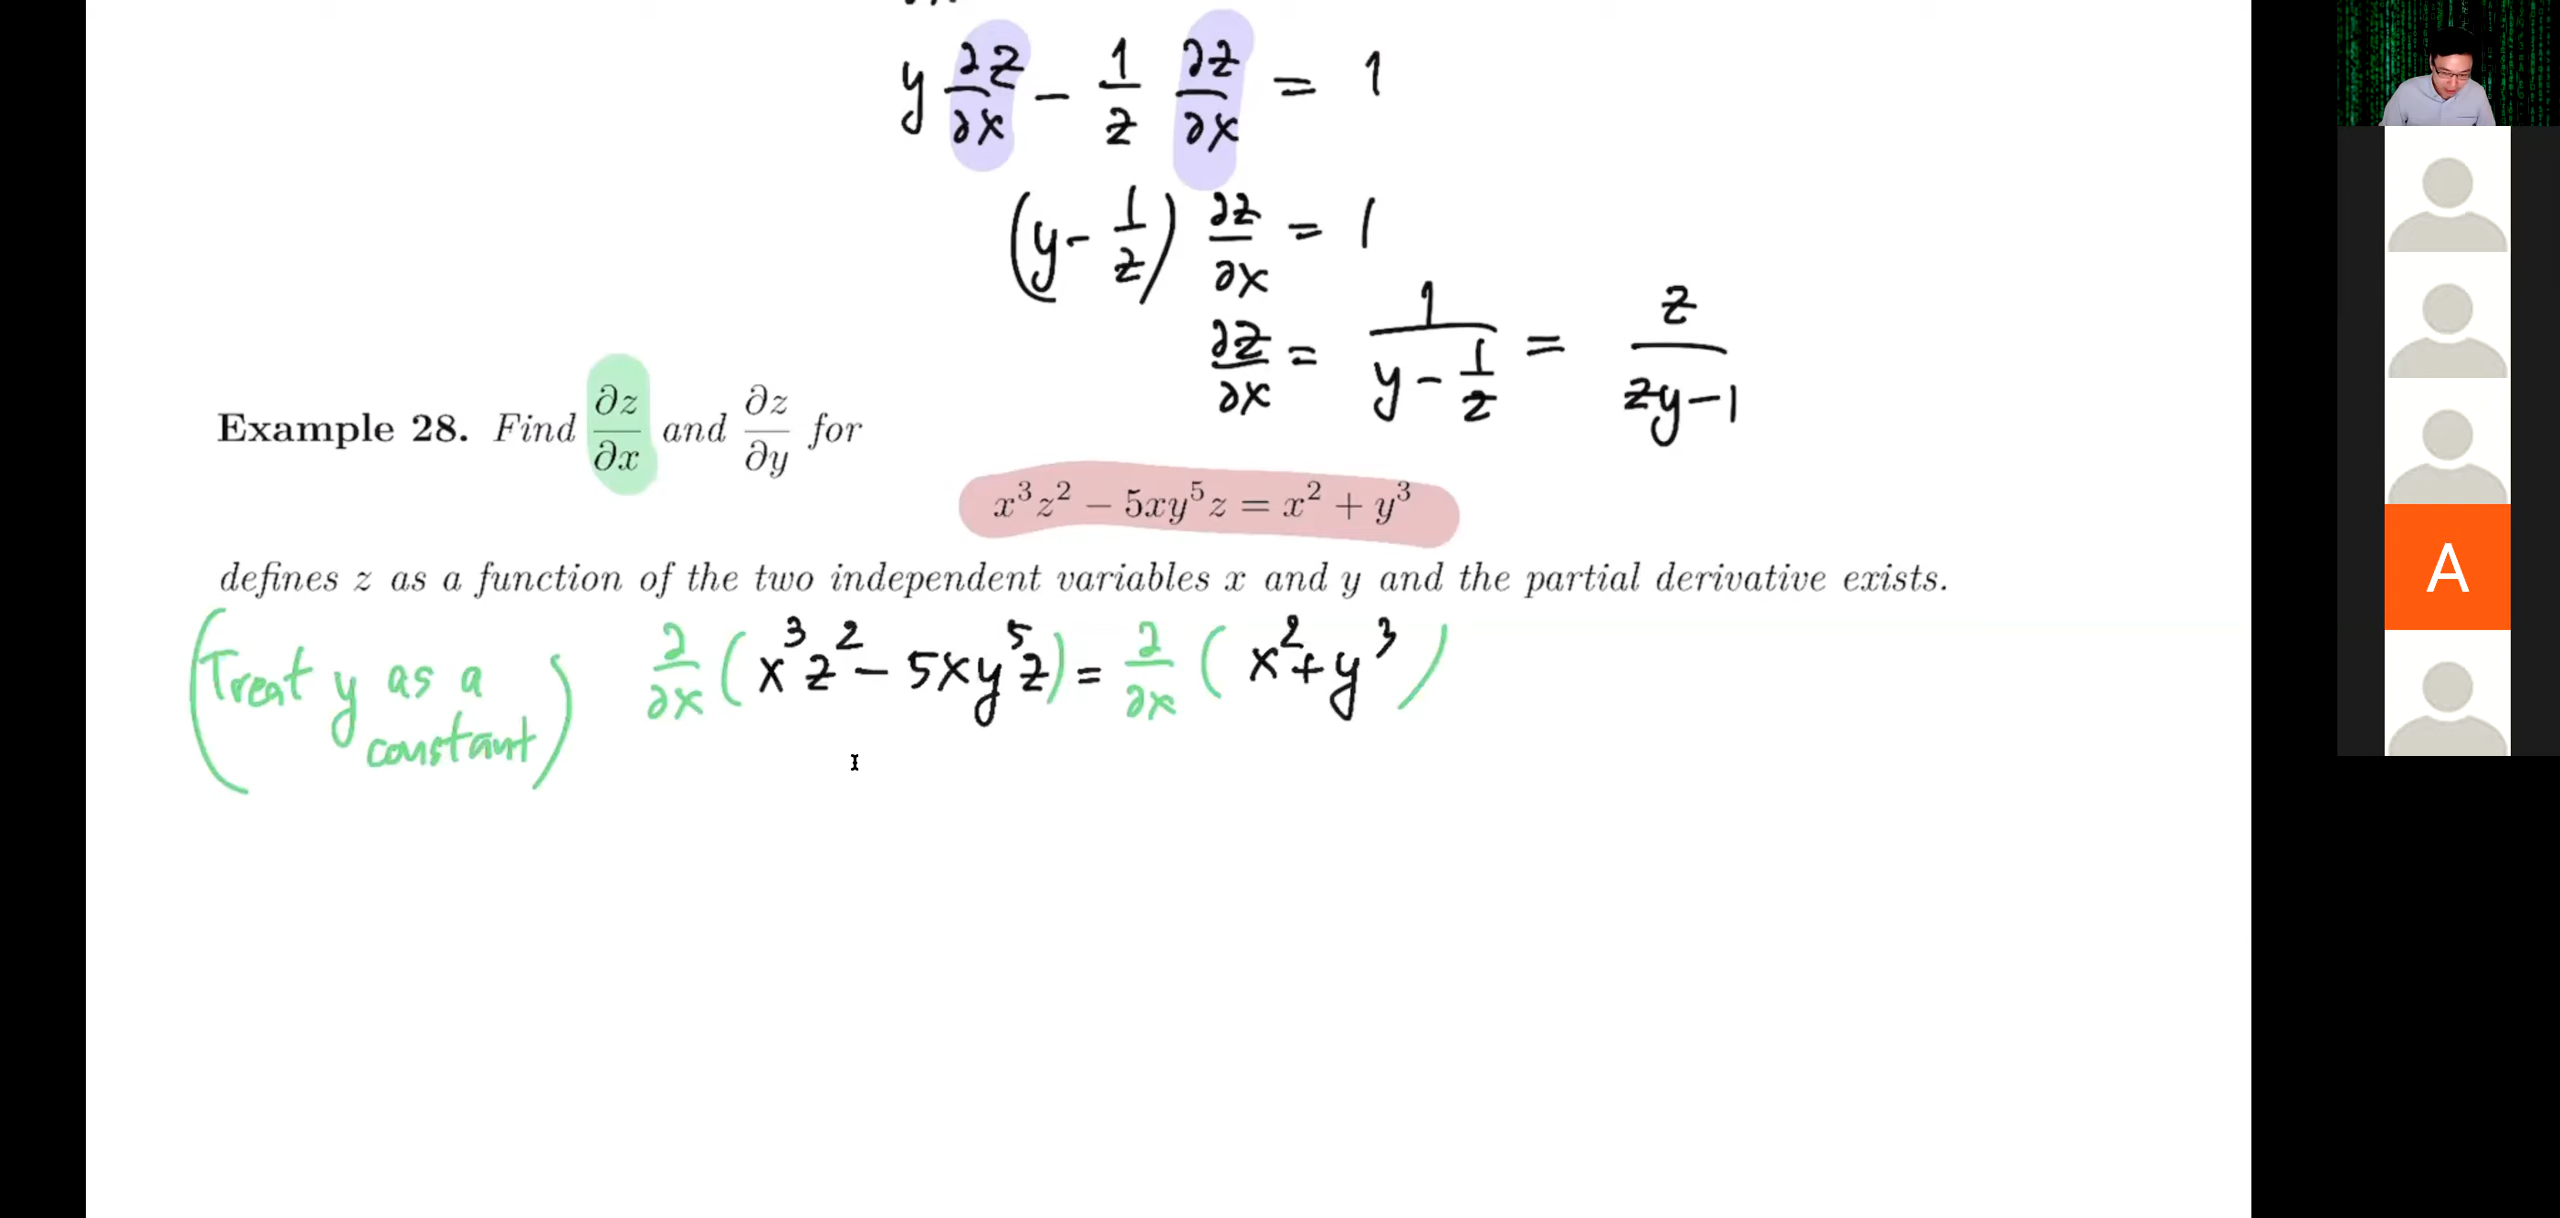 y ∂z/∂x − 1/z ∂z/∂x = 1
(y − 1/z) ∂z/∂x = 1
∂z/∂x = 1/(y − 1/z) = z/(zy−1)
Example 28. Find ∂z/∂x and ∂z/∂y for
x³z² − 5xy⁵z = x² + y³
defines z as a function of the two independent variables x and y and the partial derivative exists.
(Treat y as a constant) ∂/∂x (x³z² − 5xy⁵z) = ∂/∂x (x² + y³)
A